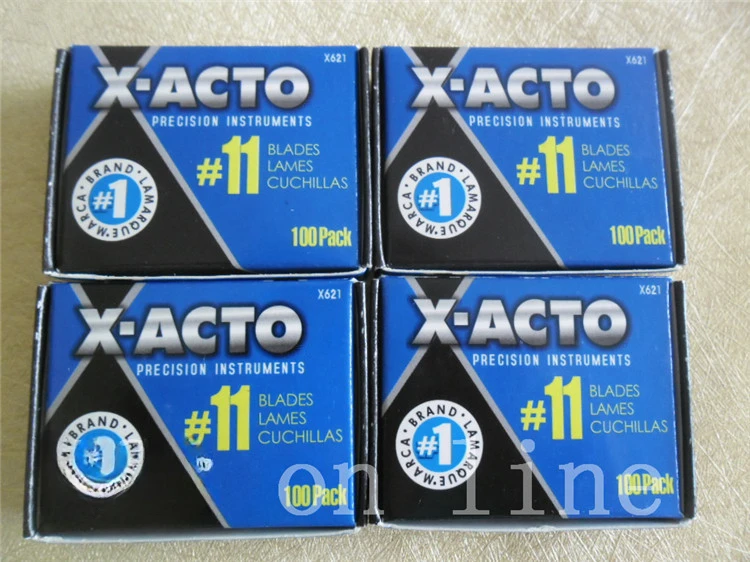 X621
X-ACTO
PRECISION INSTRUMENTS
#11 BLADES
LAMES
CUCHILLAS
#1
BRAND · LAMARQUE · MARCA ·
100 Pack
X621
X-ACTO
PRECISION INSTRUMENTS
#11 BLADES
LAMES
CUCHILLAS
#1
BRAND · LAMARQUE · MARCA ·
100 Pack
X621
X-ACTO
PRECISION INSTRUMENTS
#11 BLADES
LAMES
CUCHILLAS
BRAND
100 Pack
X621
X-ACTO
PRECISION INSTRUMENTS
#11 BLADES
LAMES
CUCHILLAS
#1
BRAND · LAMARQUE · MARCA ·
100 Pack
on line